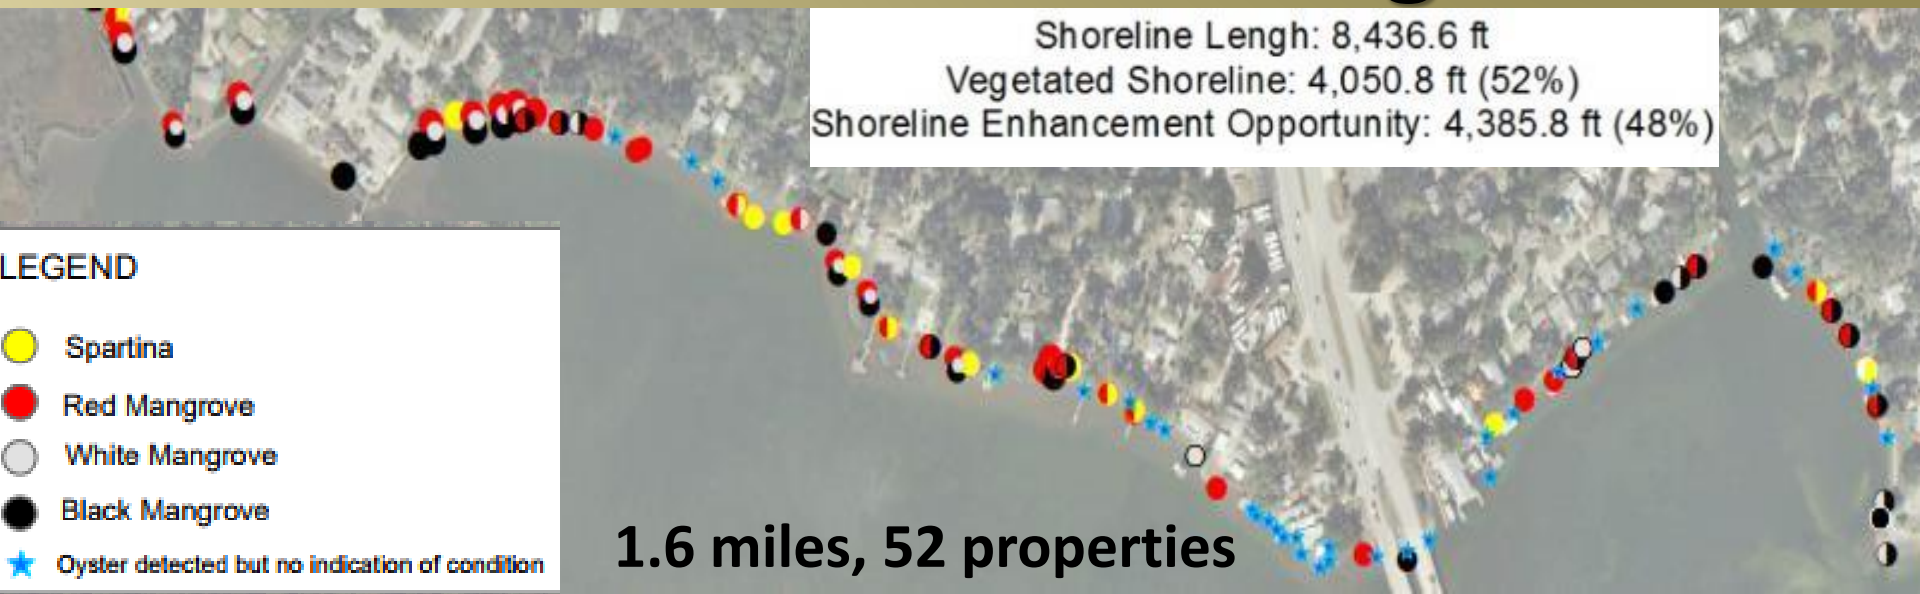 Shoreline Lengh: 8,436.6 ft
Vegetated Shoreline: 4,050.8 ft (52%)
Shoreline Enhancement Opportunity: 4,385.8 ft (48%)
LEGEND
Spartina
Red Mangrove
White Mangrove
Black Mangrove
Oyster detected but no indication of condition
1.6 miles, 52 properties